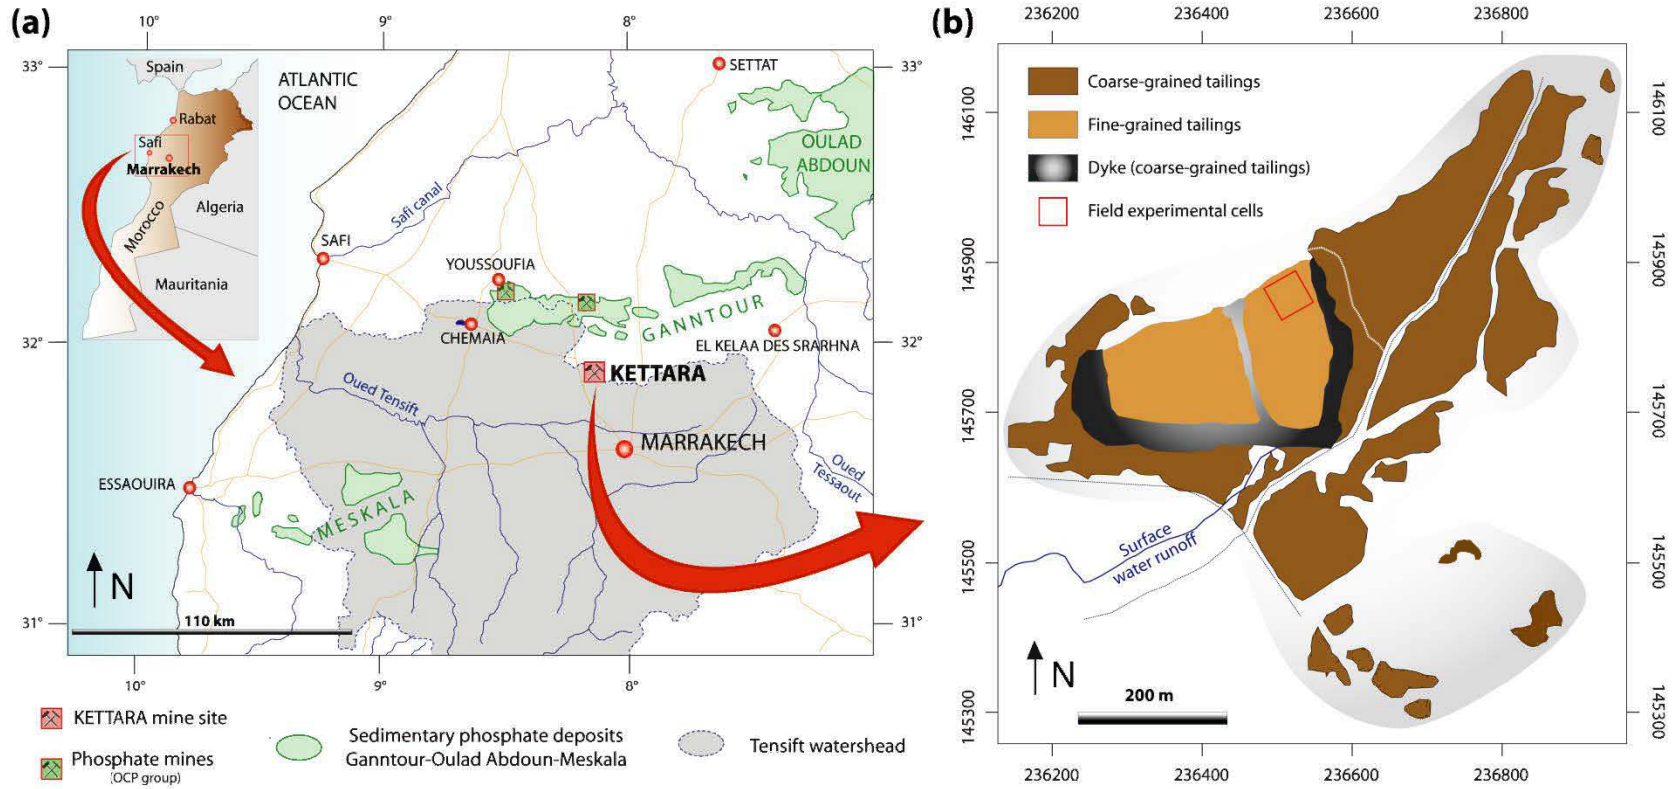 (a)
10°
9°
8°
33°
33°
32°
32°
31°
31°
10°
9°
8°
Spain
Rabat
Safi
Marrakech
Morocco
Algeria
Mauritania
ATLANTIC
OCEAN
SETTAT
OULAD
ABDOUN
Safi canal
SAFI
YOUSSOUFIA
CHEMAIA
GANNTOUR
EL KELAA DES SRARHNA
KETTARA
Oued Tensift
MARRAKECH
Oued
Tessaout
ESSAOUIRA
MESKALA
N
110 km
KETTARA mine site
Phosphate mines
(OCP group)
Sedimentary phosphate deposits
Ganntour-Oulad Abdoun-Meskala
Tensift watershead
(b)
236200
236400
236600
236800
146100
146100
145900
145900
145700
145700
145500
145500
145300
145300
236200
236400
236600
236800
Coarse-grained tailings
Fine-grained tailings
Dyke (coarse-grained tailings)
Field experimental cells
Surface
water runoff
N
200 m